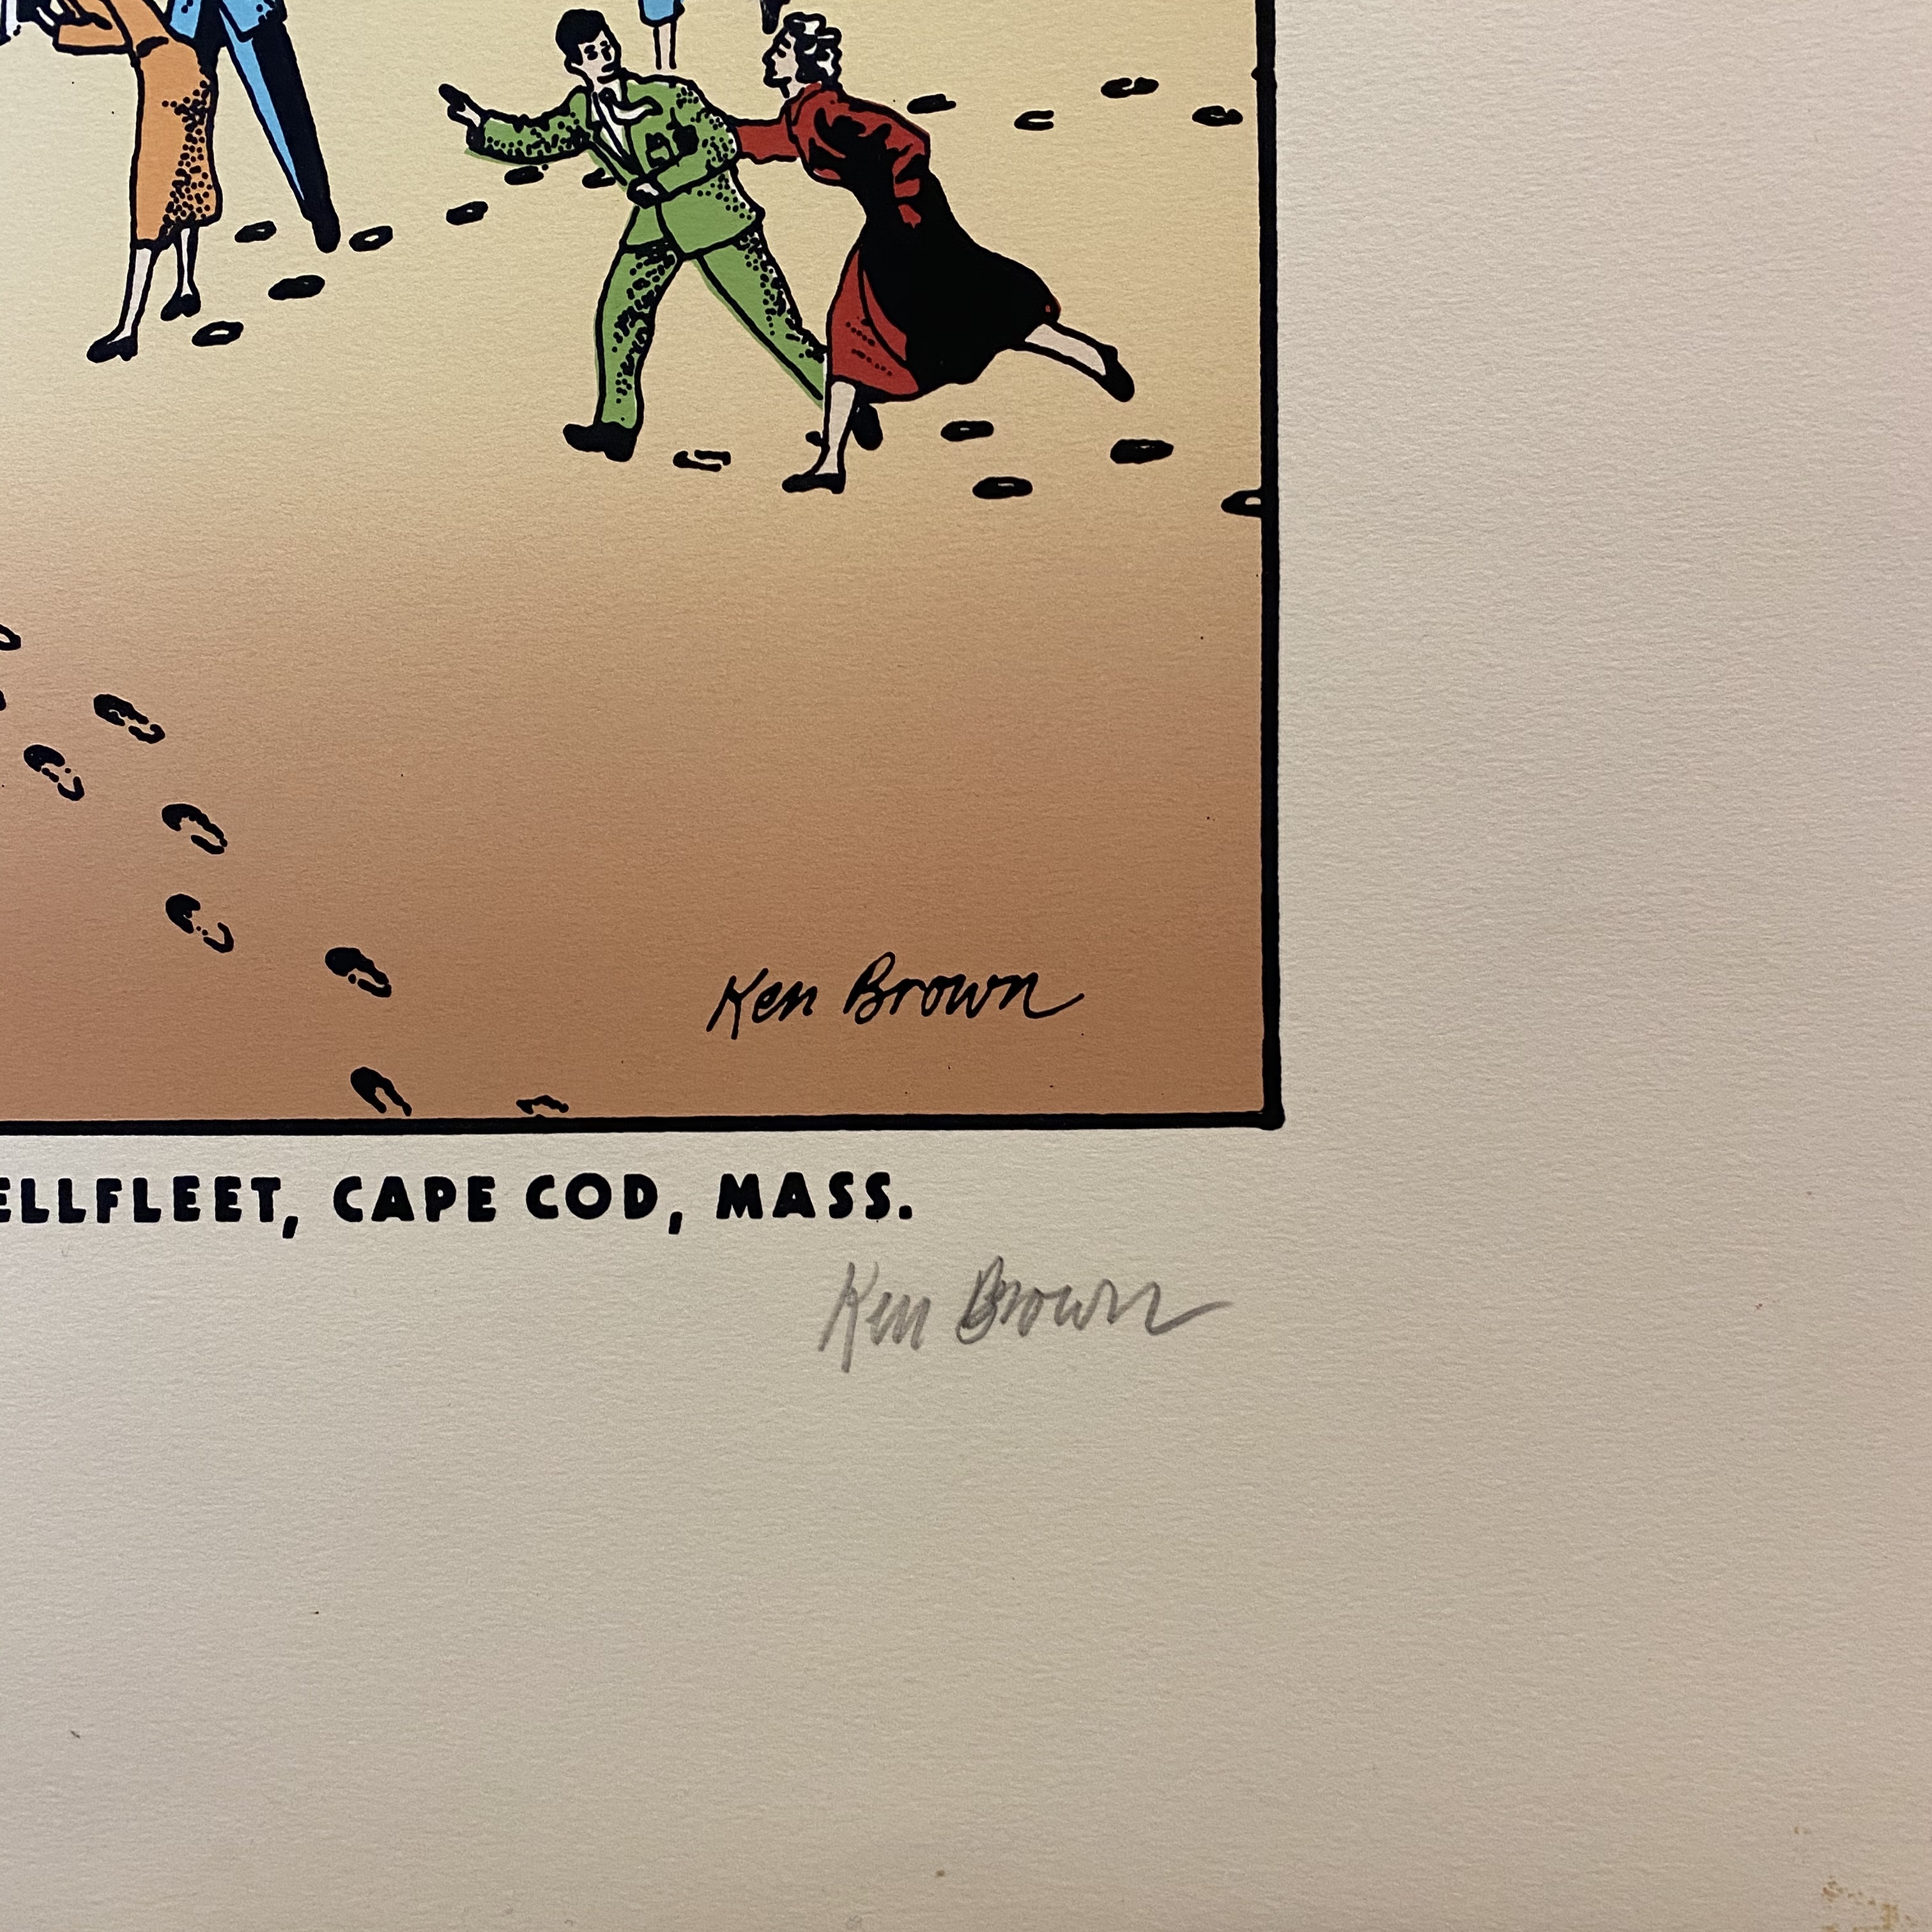 Ken Brown
ELLFLEET, CAPE COD, MASS.
Ken Brown